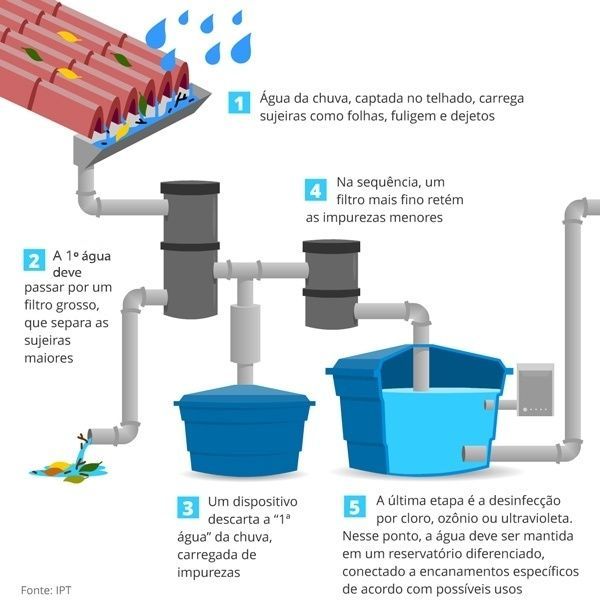 1 Água da chuva, captada no telhado, carrega
sujeiras como folhas, fuligem e dejetos
2 A 1º água
deve
passar por um
filtro grosso,
que separa as
sujeiras
maiores
3 Um dispositivo
descarta a “1ª
água” da chuva,
carregada de
impurezas
4 Na sequência, um
filtro mais fino retém
as impurezas menores
5 A última etapa é a desinfecção
por cloro, ozônio ou ultravioleta.
Nesse ponto, a água deve ser mantida
em um reservatório diferenciado,
conectado a encanamentos específicos
de acordo com possíveis usos
Fonte: IPT